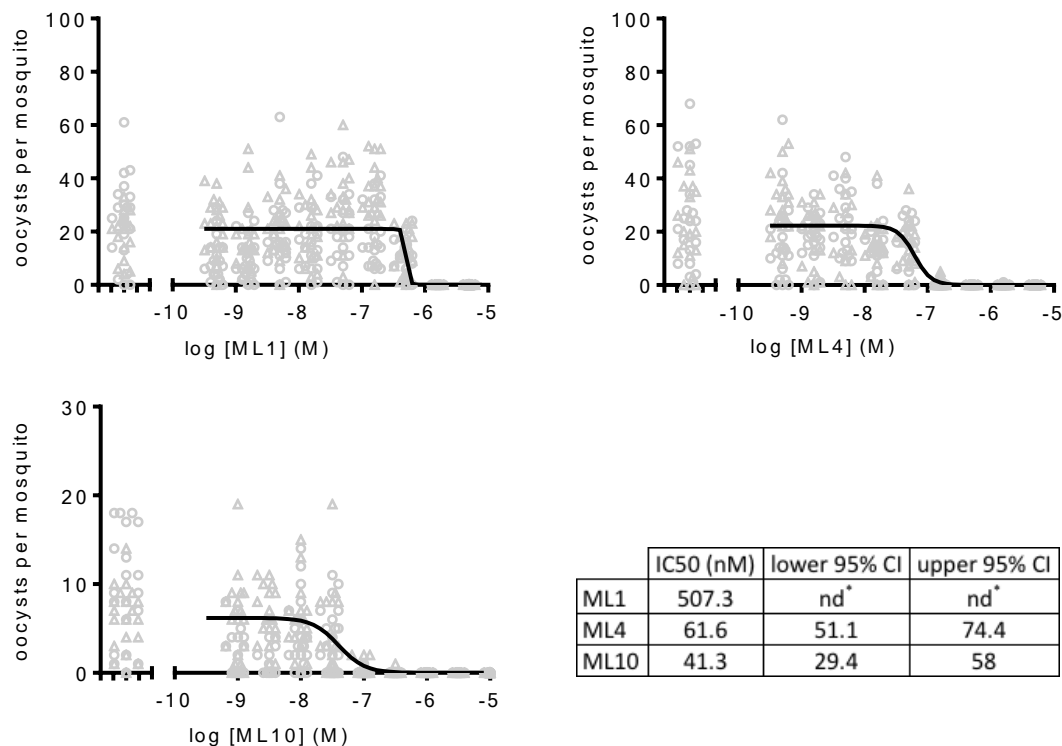 100
80
60
40
20
0
oocysts per mosquito
-10 -9 -8 -7 -6 -5
log [ML1] (M)
100
80
60
40
20
0
oocysts per mosquito
-10 -9 -8 -7 -6 -5
log [ML4] (M)
30
20
10
0
oocysts per mosquito
-10 -9 -8 -7 -6 -5
log [ML10] (M)
IC50 (nM) lower 95% CI upper 95% CI
ML1 507.3 nd* nd*
ML4 61.6 51.1 74.4
ML10 41.3 29.4 58